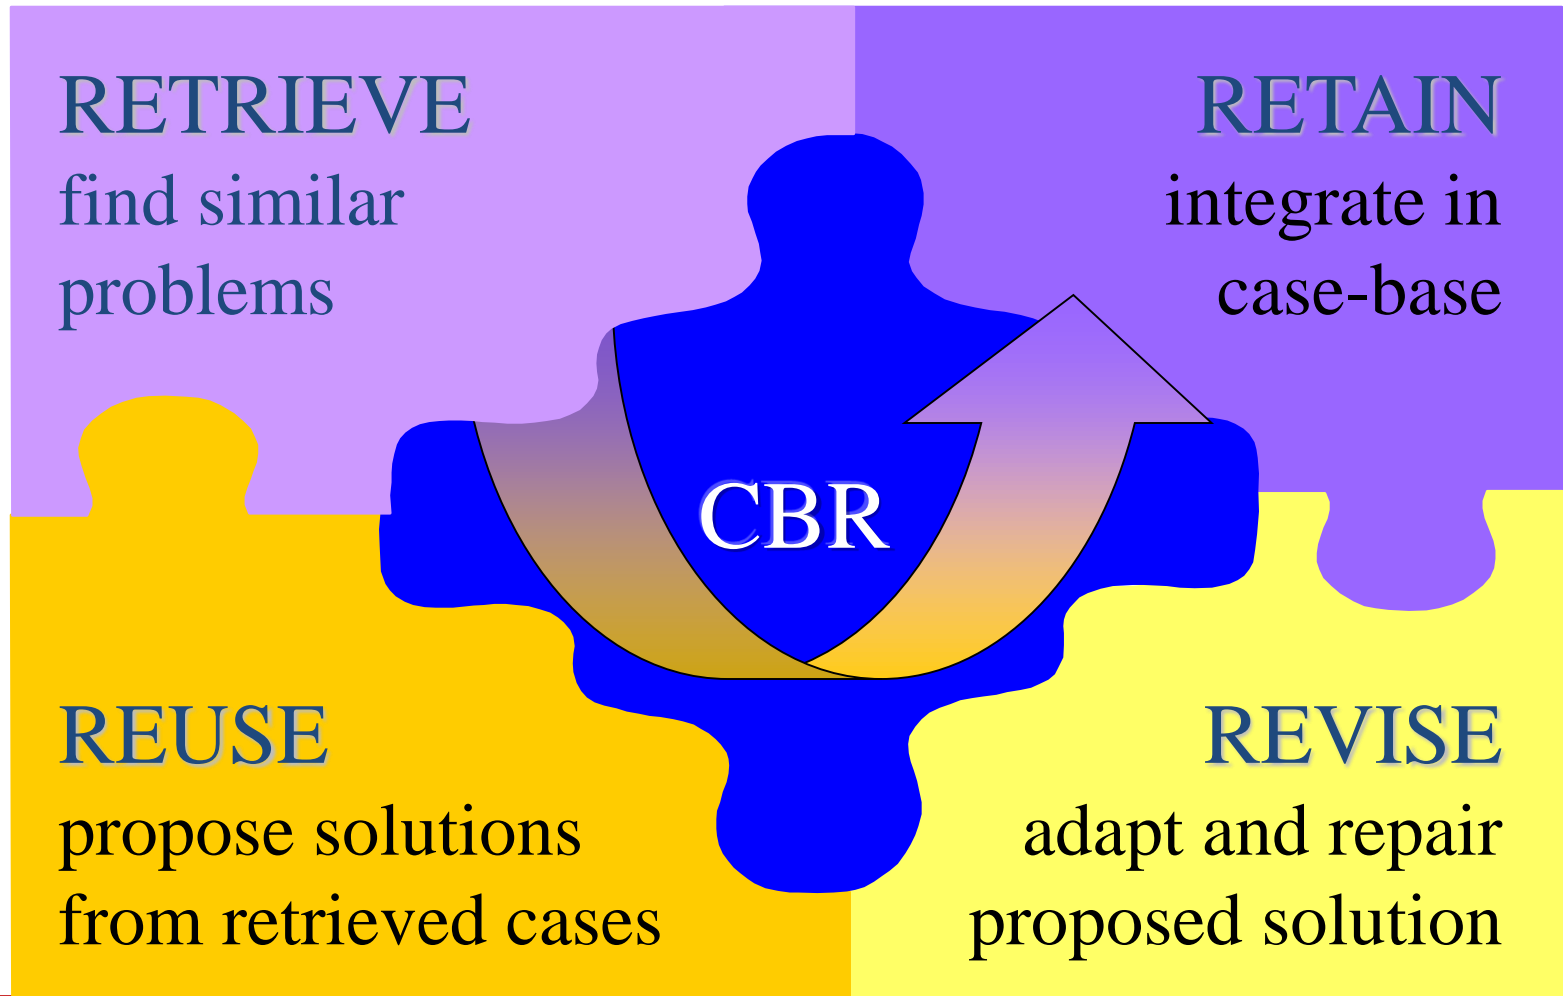 RETRIEVE
find similar
problems
RETAIN
integrate in
case-base
CBR
REUSE
propose solutions
from retrieved cases
REVISE
adapt and repair
proposed solution